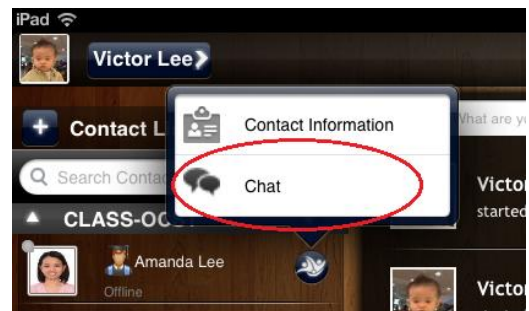 iPad
Victor Lee
Contact Information
Contact L
What are yo
Search Conta
Chat
Victor
started
CLASS-OC
Amanda Lee
Offline
Victor